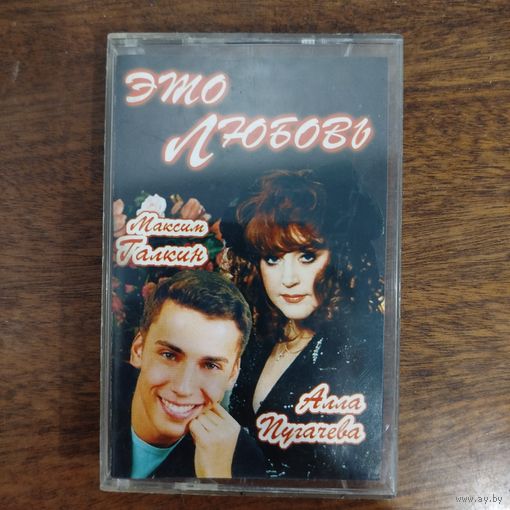 ЭТО
ЛЮБОВЬ
Максим
Галкин
Алла
Пугачева
www.ay.by